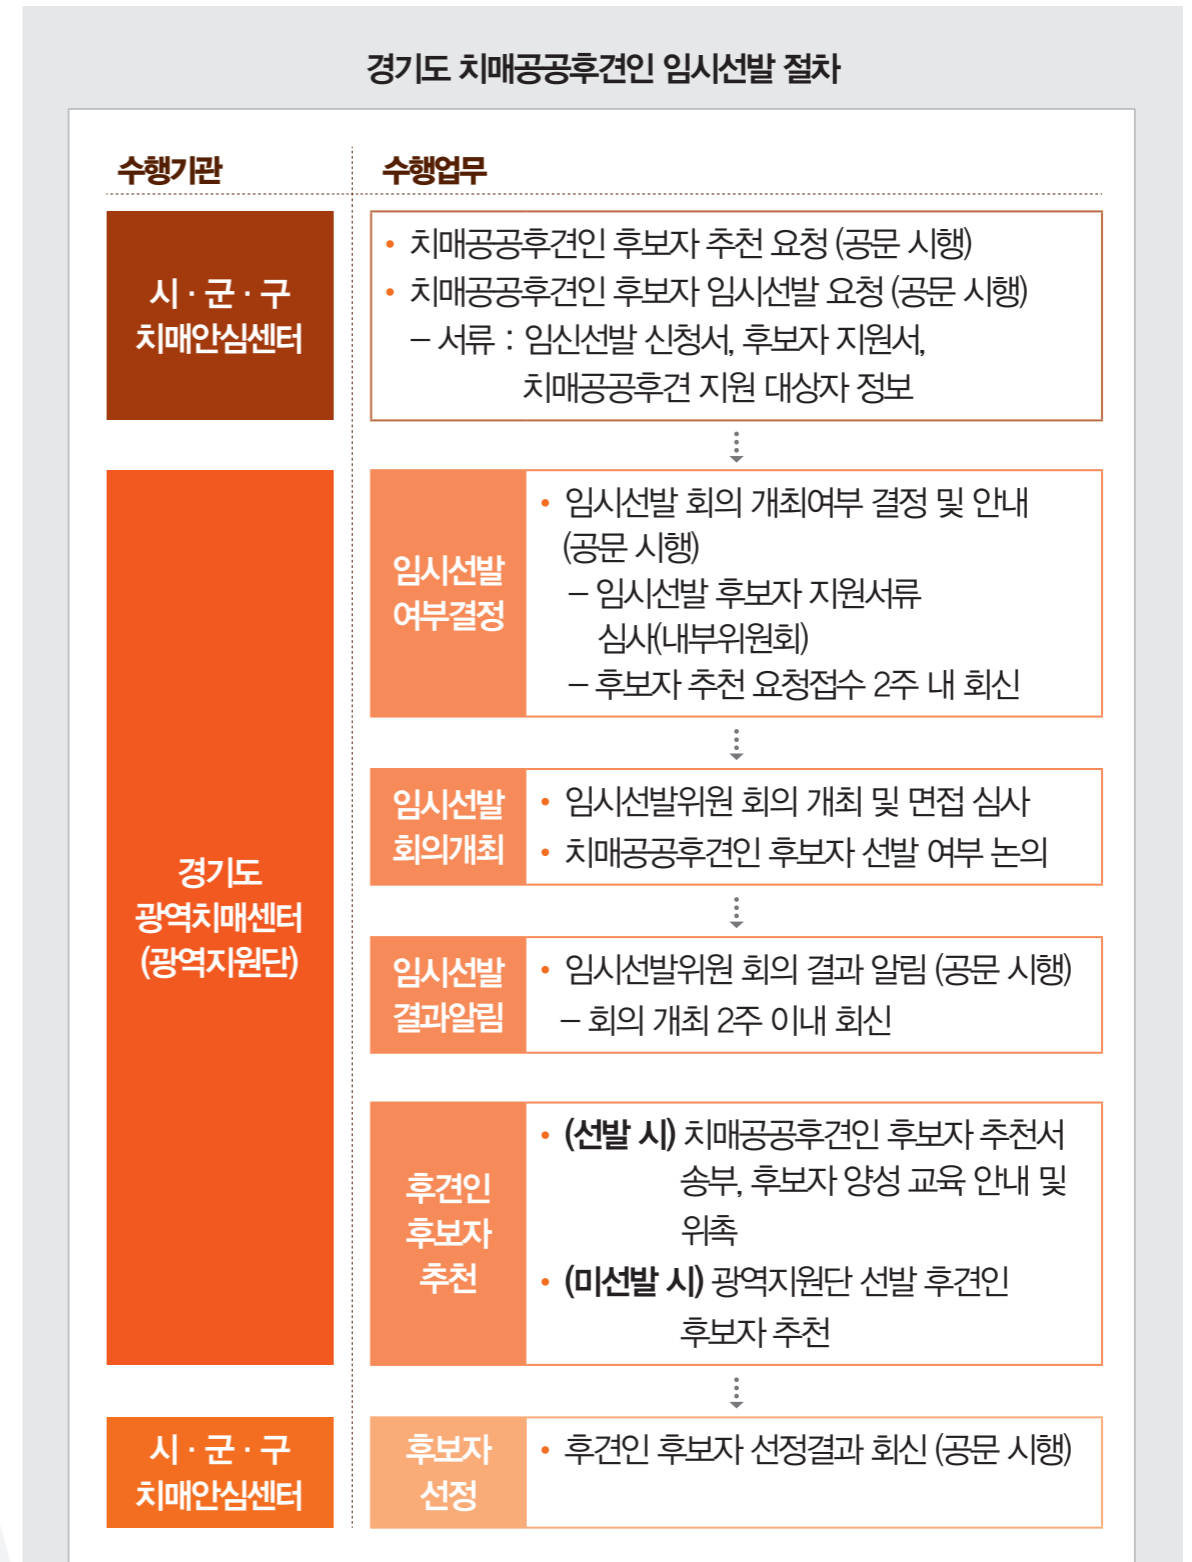 경기도 치매공공후견인 임시선발 절차
수행기관
수행업무
시 · 군 · 구
치매안심센터
• 치매공공후견인 후보자 추천 요청 (공문 시행)
• 치매공공후견인 후보자 임시선발 요청 (공문 시행)
– 서류 : 임신선발 신청서, 후보자 지원서,
치매공공후견 지원 대상자 정보
경기도
광역치매센터
(광역지원단)
임시선발
여부결정
• 임시선발 회의 개최여부 결정 및 안내
(공문 시행)
– 임시선발 후보자 지원서류
심사(내부위원회)
– 후보자 추천 요청접수 2주 내 회신
임시선발
회의개최
• 임시선발위원 회의 개최 및 면접 심사
• 치매공공후견인 후보자 선발 여부 논의
임시선발
결과알림
• 임시선발위원 회의 결과 알림 (공문 시행)
– 회의 개최 2주 이내 회신
후견인
후보자
추천
• (선발 시) 치매공공후견인 후보자 추천서
송부, 후보자 양성 교육 안내 및
위촉
• (미선발 시) 광역지원단 선발 후견인
후보자 추천
시 · 군 · 구
치매안심센터
후보자
선정
• 후견인 후보자 선정결과 회신 (공문 시행)